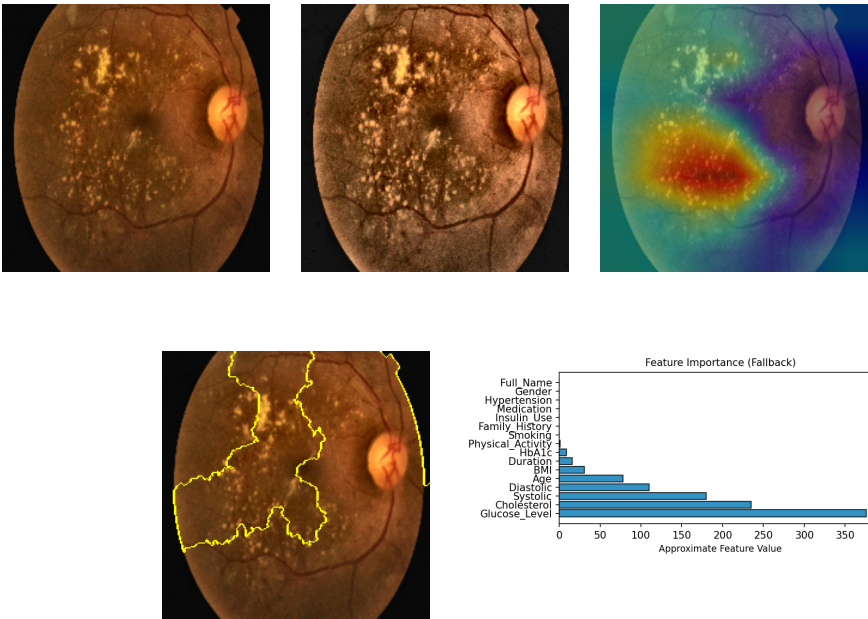 Feature Importance (Fallback)
Full_Name
Gender
Hypertension
Medication
Insulin_Use
Family_History
Smoking
Physical_Activity
HbA1c
Duration
BMI
Age
Diastolic
Systolic
Cholesterol
Glucose_Level
0 50 100 150 200 250 300 350
Approximate Feature Value